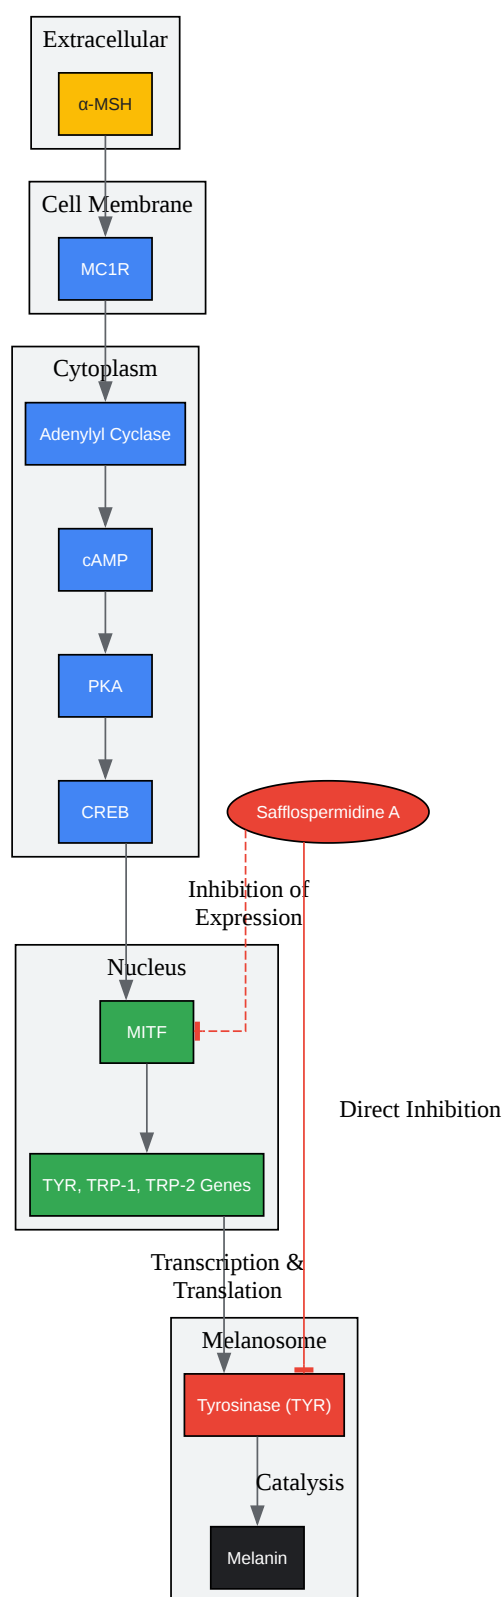 Extracellular
α-MSH
Cell Membrane
MC1R
Cytoplasm
Adenylyl Cyclase
cAMP
PKA
CREB
Safflospermidine A
Inhibition of
Expression
Nucleus
MITF
Direct Inhibition
TYR, TRP-1, TRP-2 Genes
Transcription &
Translation
Melanosome
Tyrosinase (TYR)
Catalysis
Melanin